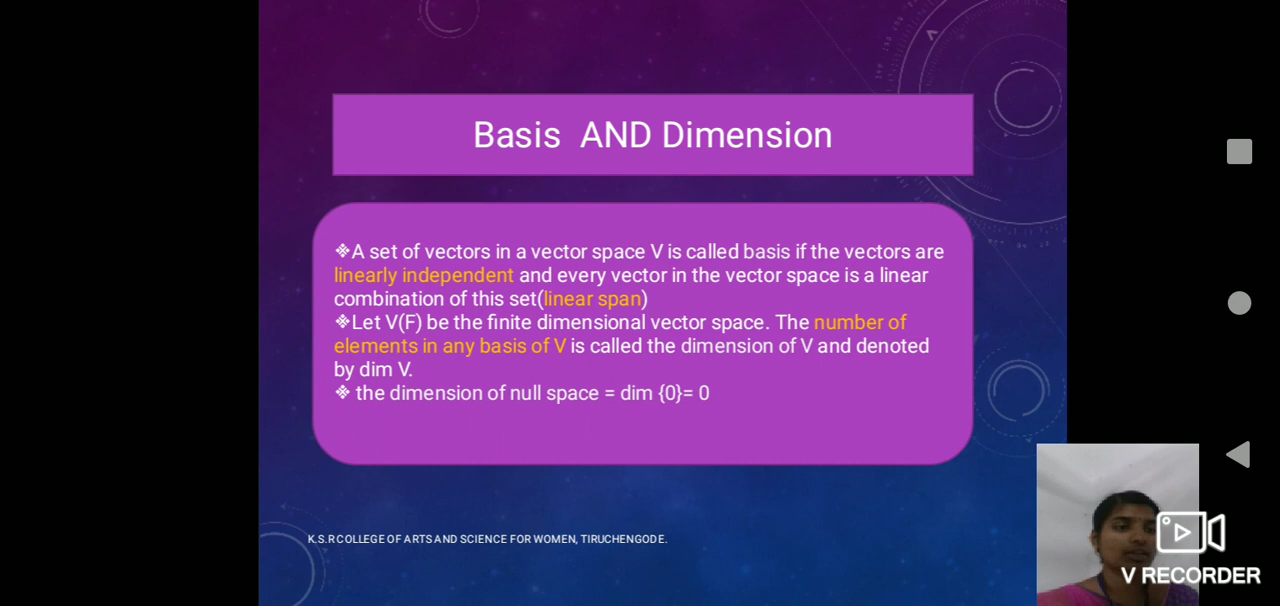 Basis AND Dimension
❖A set of vectors in a vector space V is called basis if the vectors are
linearly independent and every vector in the vector space is a linear
combination of this set(linear span)
❖Let V(F) be the finite dimensional vector space. The number of
elements in any basis of V is called the dimension of V and denoted
by dim V.
❖ the dimension of null space = dim {0}= 0
K.S.R COLLEGE OF ARTS AND SCIENCE FOR WOMEN, TIRUCHENGODE.
V RECORDER